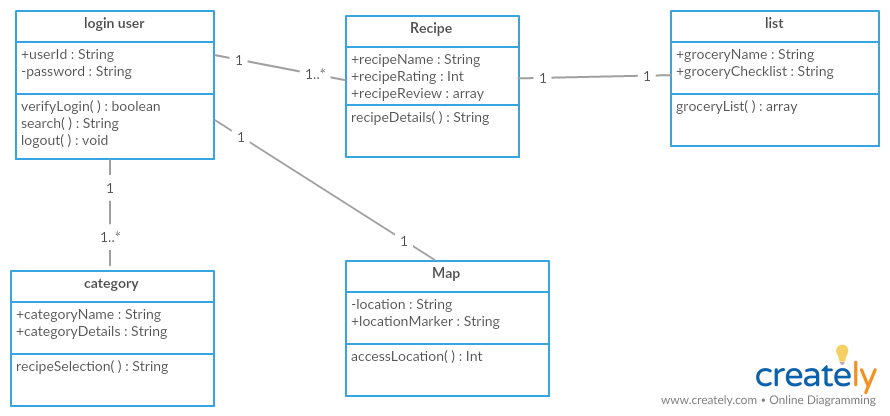 login user
+userId : String
-password : String
verifyLogin( ) : boolean
search( ) : String
logout( ) : void
1
1..*
Recipe
+recipeName : String
+recipeRating : Int
+recipeReview : array
recipeDetails( ) : String
1
1
list
+groceryName : String
+groceryChecklist : String
groceryList( ) : array
1
1
1
1..*
category
+categoryName : String
+categoryDetails : String
recipeSelection( ) : String
Map
-location : String
+locationMarker : String
accessLocation( ) : Int
creately
www.creately.com • Online Diagramming